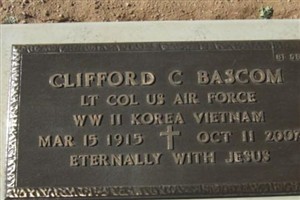 CLIFFORD C BASCOM
LT COL US AIR FORCE
WW II KOREA VIETNAM
MAR 15 1915 OCT 11
ETERNALLY WITH JESUS